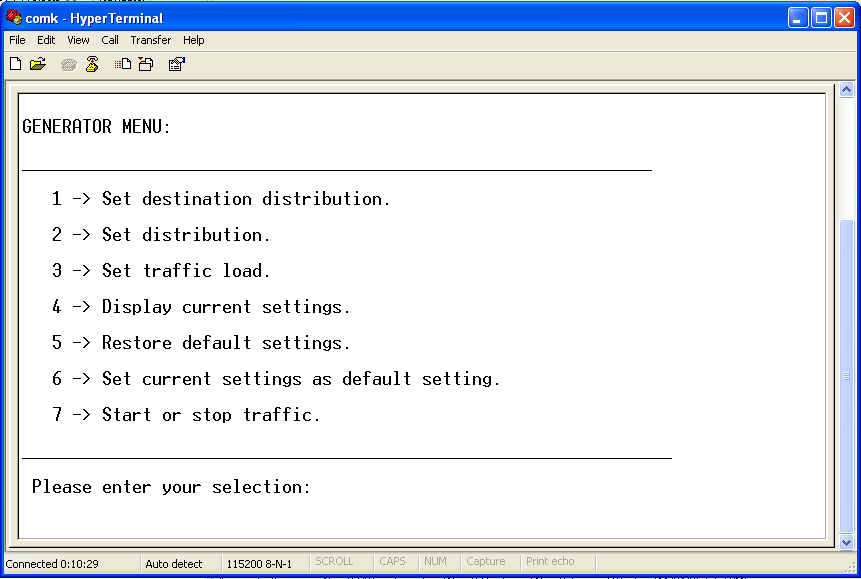 comk - HyperTerminal
File Edit View Call Transfer Help
GENERATOR MENU:
1 -> Set destination distribution.
2 -> Set distribution.
3 -> Set traffic load.
4 -> Display current settings.
5 -> Restore default settings.
6 -> Set current settings as default setting.
7 -> Start or stop traffic.
Please enter your selection:
Connected 0:10:29 Auto detect 115200 8-N-1 SCROLL CAPS NUM Capture Print echo